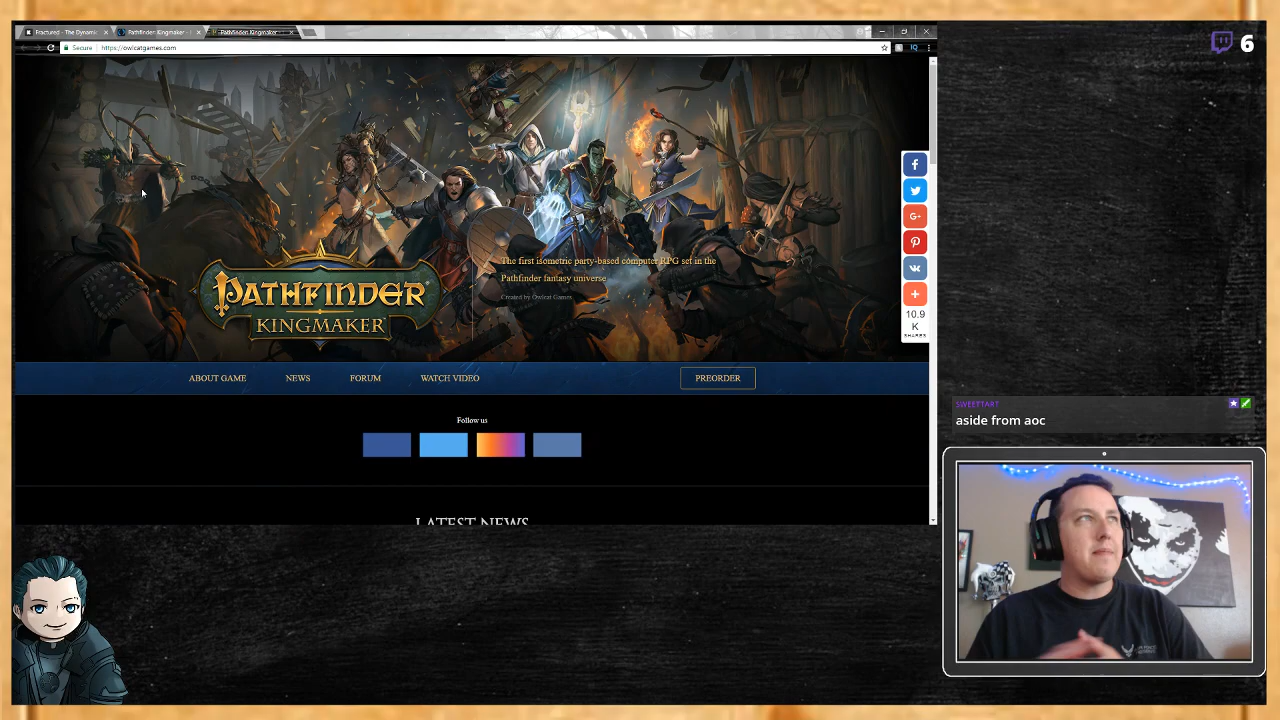 Fractured - The Dynamic
Pathfinder: Kingmaker -
Pathfinder: Kingmaker
Secure
https://owlcatgames.com
IQ
6
PATHFINDER
KINGMAKER
The first isometric party-based computer RPG set in the
Pathfinder fantasy universe
Created by Owlcat Games
G+
10.9
K
SHARES
ABOUT GAME
NEWS
FORUM
WATCH VIDEO
PREORDER
Follow us
LATEST NEWS
SWEETTART
aside from aoc